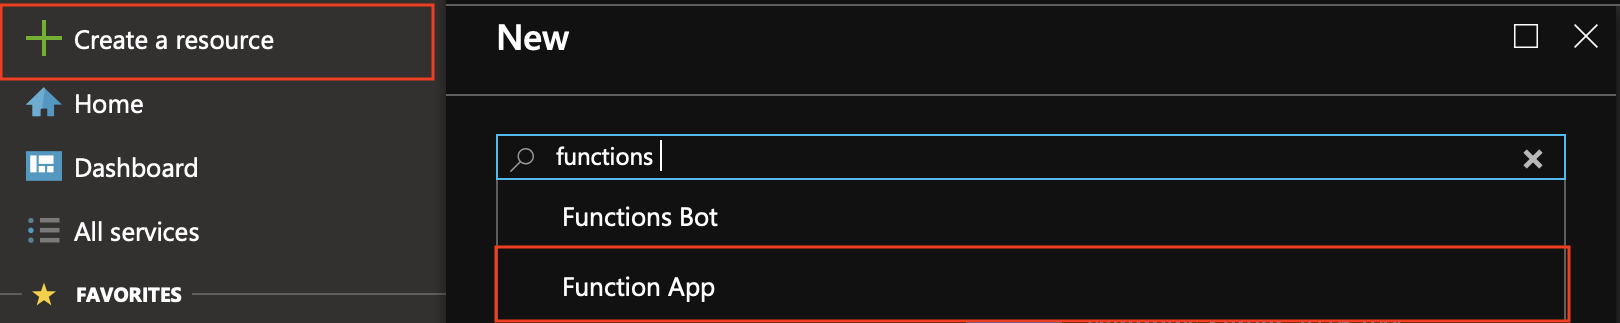 Create a resource
Home
Dashboard
All services
FAVORITES
New
functions
Functions Bot
Function App